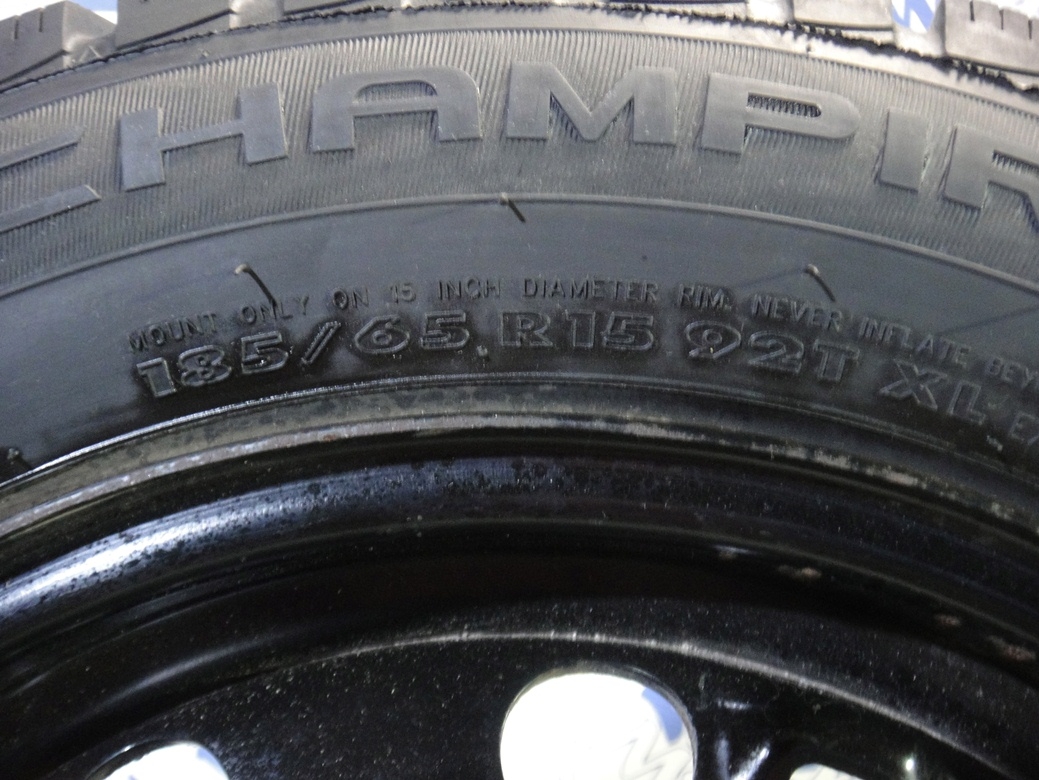 CHAMPIR
MOUNT ONLY ON 15 INCH DIAMETER RIM. NEVER INFLATE
185/65 R15 92T XL